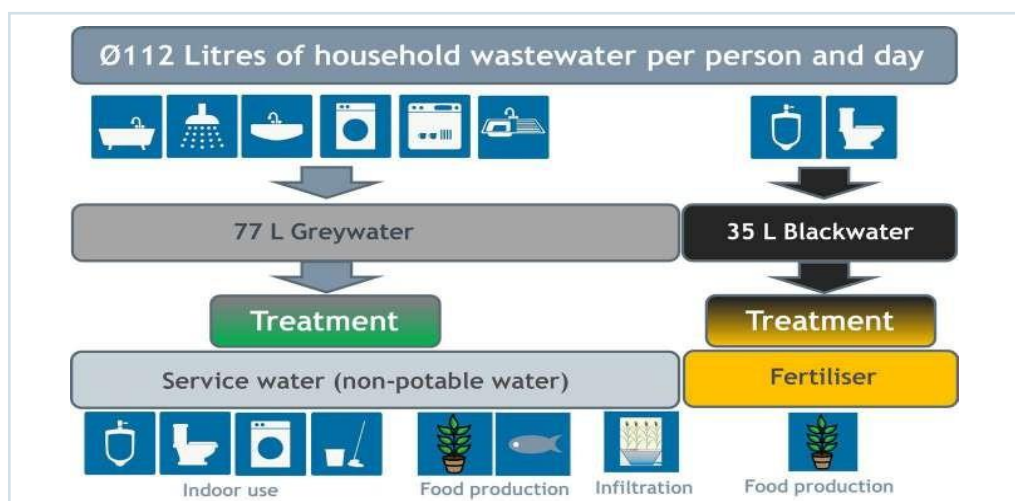 Ø112 Litres of household wastewater per person and day
77 L Greywater
35 L Blackwater
Treatment
Treatment
Service water (non-potable water)
Fertiliser
Indoor use
Food production
Infiltration
Food production